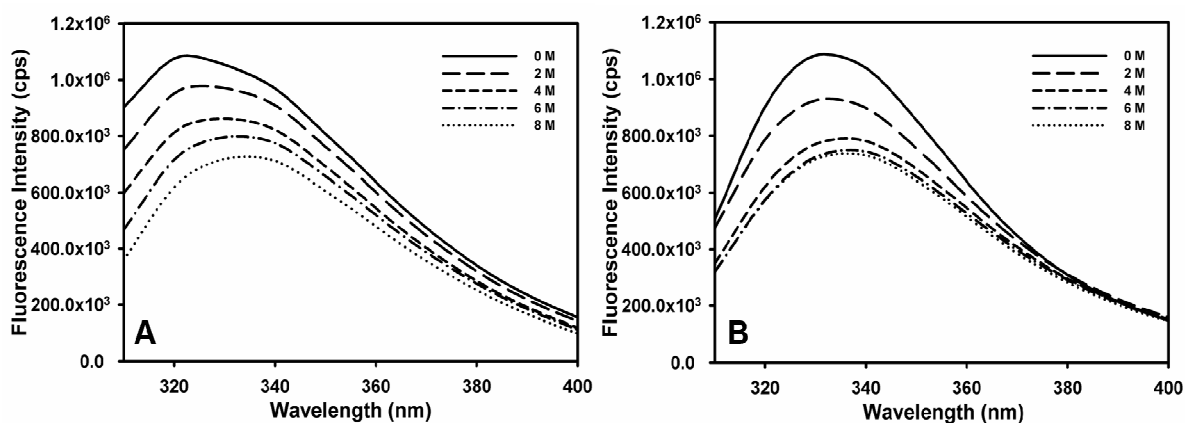 Fluorescence Intensity (cps)
1.2x10⁶
1.0x10⁶
800.0x10³
600.0x10³
400.0x10³
200.0x10³
0.0
0 M
2 M
4 M
6 M
8 M
A
320
340
360
380
400
Wavelength (nm)
Fluorescence Intensity (cps)
1.2x10⁶
1.0x10⁶
800.0x10³
600.0x10³
400.0x10³
200.0x10³
0.0
0 M
2 M
4 M
6 M
8 M
B
320
340
360
380
400
Wavelength (nm)